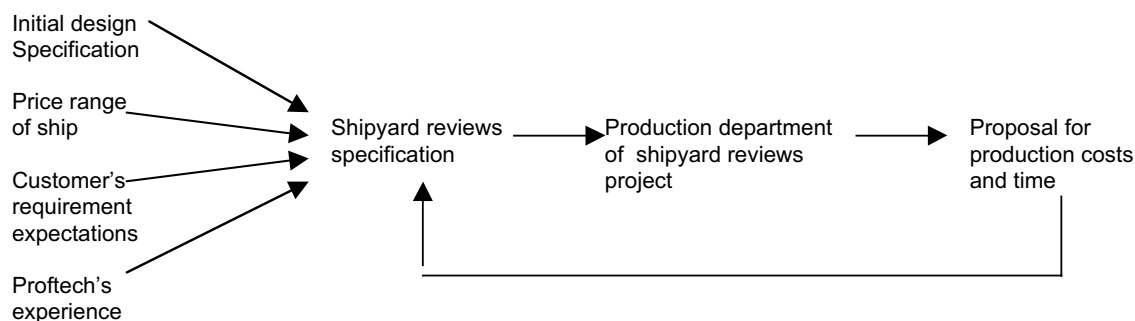 Initial design
Specification
Price range
of ship
Customer’s
requirement
expectations
Proftech’s
experience
Shipyard reviews
specification
Production department
of shipyard reviews
project
Proposal for
production costs
and time